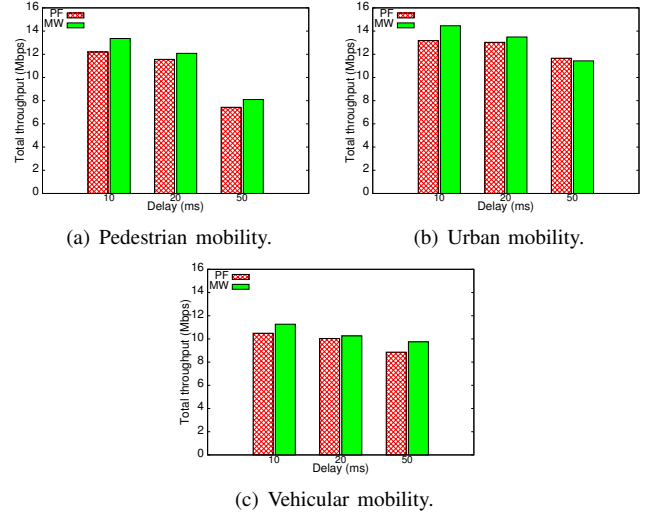 16
14
12
10
8
6
4
2
0
Total throughput (Mbps)
PF
MW
10 20 50
Delay (ms)
(a) Pedestrian mobility.
16
14
12
10
8
6
4
2
0
Total throughput (Mbps)
PF
MW
10 20 50
Delay (ms)
(b) Urban mobility.
16
14
12
10
8
6
4
2
0
Total throughput (Mbps)
PF
MW
10 20 50
Delay (ms)
(c) Vehicular mobility.